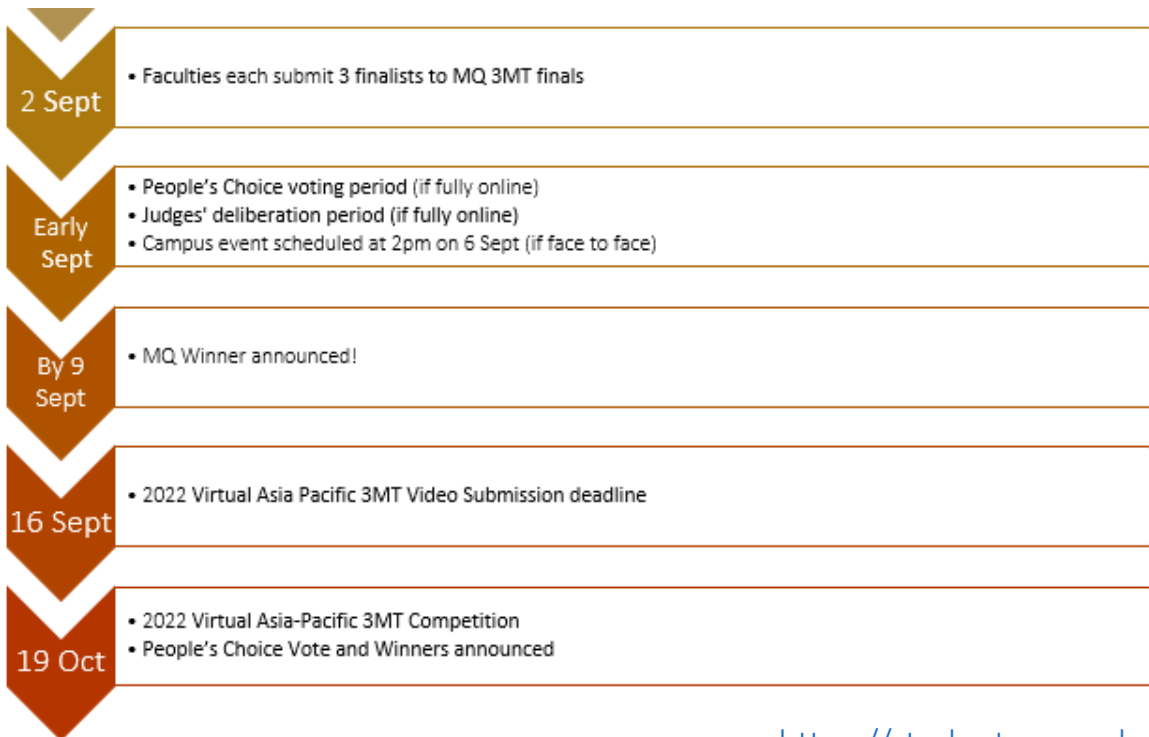 2 Sept
• Faculties each submit 3 finalists to MQ 3MT finals
Early
Sept
• People's Choice voting period (if fully online)
• Judges' deliberation period (if fully online)
• Campus event scheduled at 2pm on 6 Sept (if face to face)
By 9
Sept
• MQ Winner announced!
16 Sept
• 2022 Virtual Asia Pacific 3MT Video Submission deadline
19 Oct
• 2022 Virtual Asia-Pacific 3MT Competition
• People's Choice Vote and Winners announced